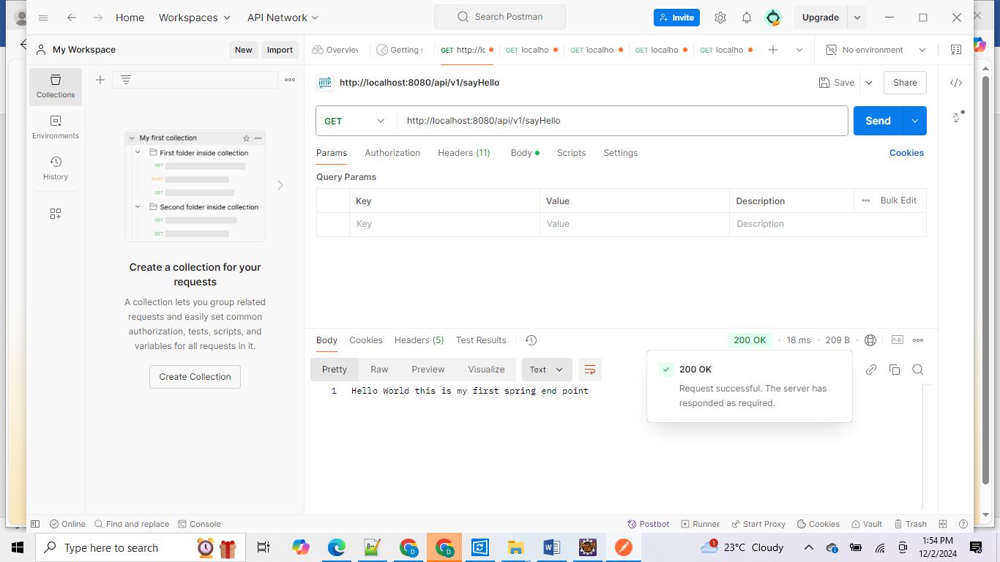 Home Workspaces API Network Search Postman Invite Upgrade
My Workspace New Import Overview Getting s GET http://lc GET localho. GET localho. GET localho. GET localho. No environment
Collections
Environments
History
My first collection
First folder inside collection
GET
POST
GET
Second folder inside collection
GET
GET
Create a collection for your
requests
A collection lets you group related
requests and easily set common
authorization, tests, scripts, and
variables for all requests in it.
Create Collection
HTTP http://localhost:8080/api/v1/sayHello Save Share
GET http://localhost:8080/api/v1/sayHello Send
Params Authorization Headers (11) Body Scripts Settings Cookies
Query Params
Key Value Description Bulk Edit
Key Value Description
Body Cookies Headers (5) Test Results 200 OK 18 ms 209 B e.g.
Pretty Raw Preview Visualize Text
200 OK
Request successful. The server has
responded as required.
1 Hello World this is my first spring end point
Online Find and replace Console Postbot Runner Start Proxy Cookies Vault Trash
Type here to search 1 23°C Cloudy 1:54 PM
12/2/2024